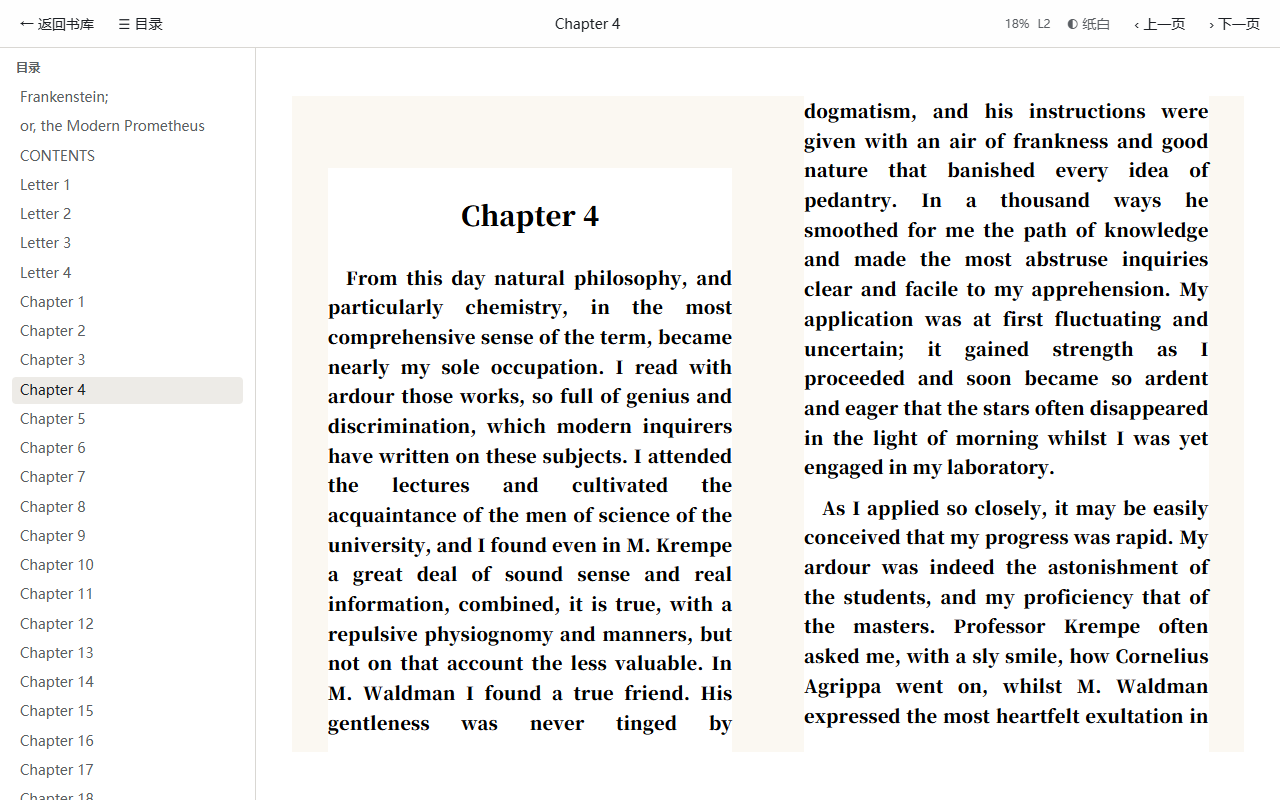 ← 返回书库 ☰ 目录 Chapter 4 18% L2 ◐ 纸白 ‹ 上一页 › 下一页
目录
Frankenstein;
or, the Modern Prometheus
CONTENTS
Letter 1
Letter 2
Letter 3
Letter 4
Chapter 1
Chapter 2
Chapter 3
Chapter 4
Chapter 5
Chapter 6
Chapter 7
Chapter 8
Chapter 9
Chapter 10
Chapter 11
Chapter 12
Chapter 13
Chapter 14
Chapter 15
Chapter 16
Chapter 17
Chapter 18
Chapter 4
From this day natural philosophy, and
particularly chemistry, in the most
comprehensive sense of the term, became
nearly my sole occupation. I read with
ardour those works, so full of genius and
discrimination, which modern inquirers
have written on these subjects. I attended
the lectures and cultivated the
acquaintance of the men of science of the
university, and I found even in M. Krempe
a great deal of sound sense and real
information, combined, it is true, with a
repulsive physiognomy and manners, but
not on that account the less valuable. In
M. Waldman I found a true friend. His
gentleness was never tinged by
dogmatism, and his instructions were
given with an air of frankness and good
nature that banished every idea of
pedantry. In a thousand ways he
smoothed for me the path of knowledge
and made the most abstruse inquiries
clear and facile to my apprehension. My
application was at first fluctuating and
uncertain; it gained strength as I
proceeded and soon became so ardent
and eager that the stars often disappeared
in the light of morning whilst I was yet
engaged in my laboratory.
As I applied so closely, it may be easily
conceived that my progress was rapid. My
ardour was indeed the astonishment of
the students, and my proficiency that of
the masters. Professor Krempe often
asked me, with a sly smile, how Cornelius
Agrippa went on, whilst M. Waldman
expressed the most heartfelt exultation in